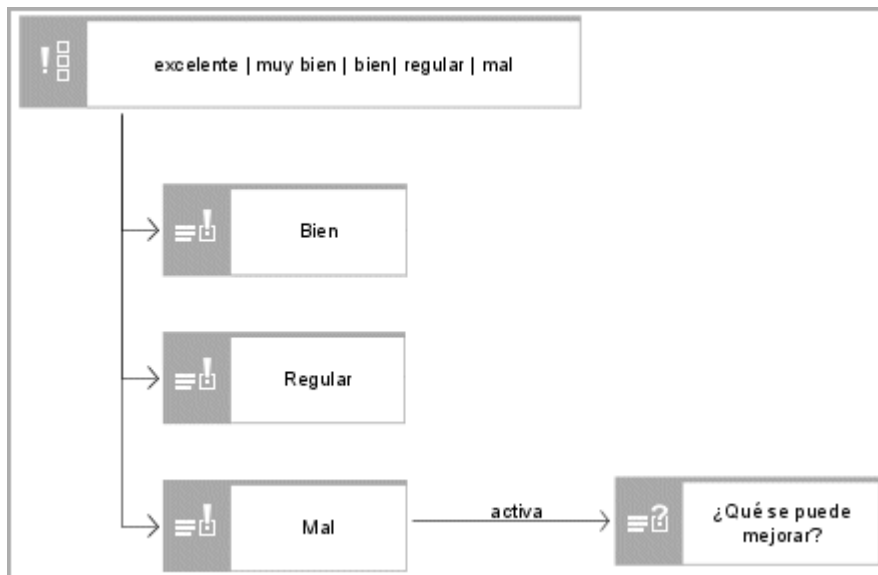 excelente | muy bien | bien| regular | mal
Bien
Regular
Mal
activa
¿Qué se puede
mejorar?